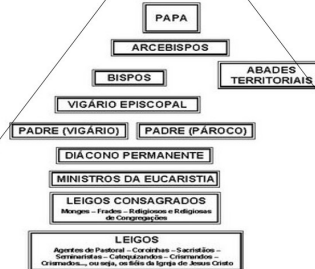 PAPA
ARCEBISPOS
BISPOS
ABADES
TERRITORIAIS
VIGÁRIO EPISCOPAL
PADRE (VIGÁRIO)
PADRE (PÁROCO)
DIÁCONO PERMANENTE
MINISTROS DA EUCARISTIA
LEIGOS CONSAGRADOS
Monges – Frades – Religiosos e Religiosas
de Congregações
LEIGOS
Agentes de Pastoral – Coroinhas – Sacristãos –
Seminaristas – Catequizandos – Crismandos –
Crismados..., ou seja, os fiéis da Igreja de Jesus Cristo